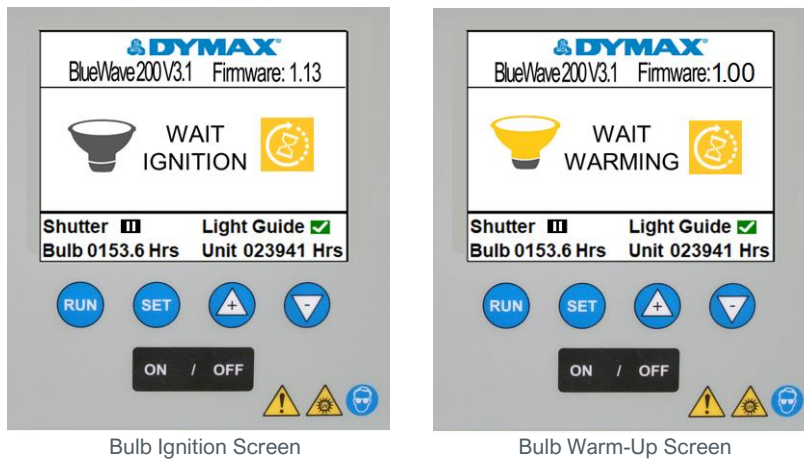 DYMAX
BlueWave 200 V3.1 Firmware: 1.13
WAIT
IGNITION
Shutter Light Guide
Bulb 0153.6 Hrs Unit 023941 Hrs
RUN SET + -
ON / OFF
UV
Bulb Ignition Screen
DYMAX
BlueWave 200 V3.1 Firmware: 1.00
WAIT
WARMING
Shutter Light Guide
Bulb 0153.6 Hrs Unit 023941 Hrs
RUN SET + -
ON / OFF
UV
Bulb Warm-Up Screen